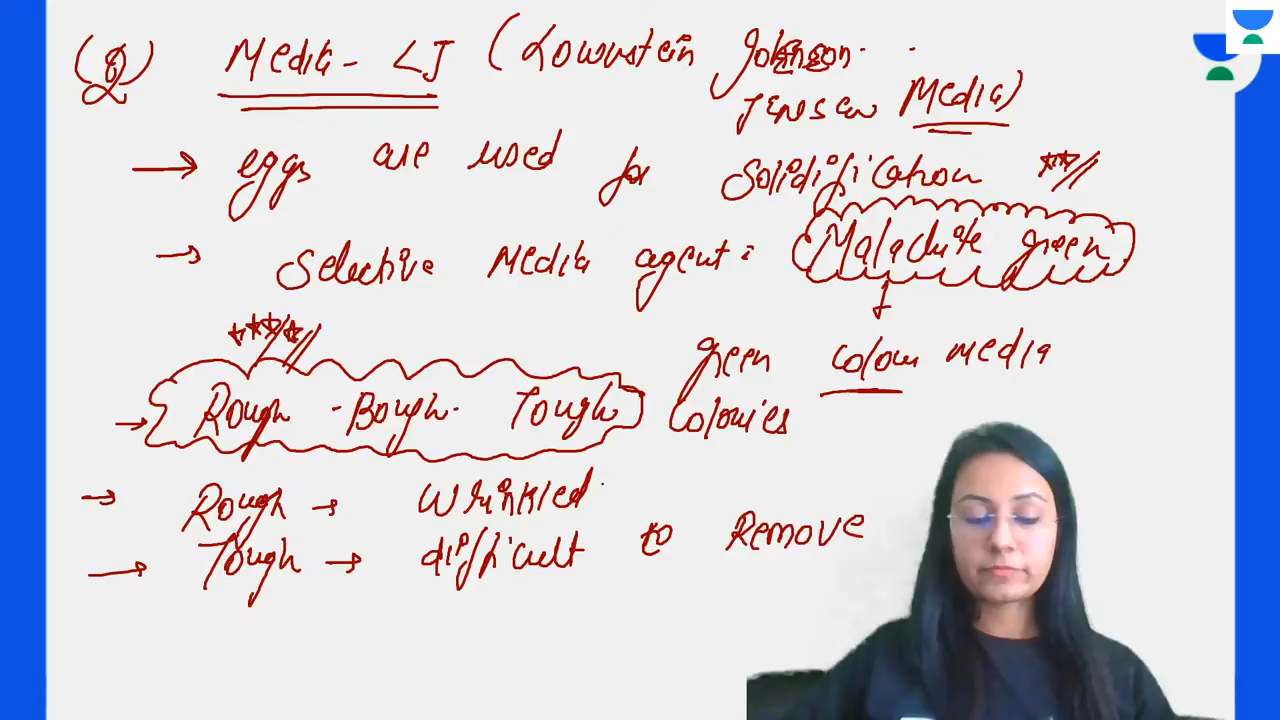 (Q) Media - LJ (Lowenstein Johnson
Jensen Media)
→ eggs are used for Solidification **//
→ Selective Media agent: Malachite green
↓
green colour media
****//
→ Rough - Bough - Tough Colonies
→ Rough → Wrinkled
→ Tough → difficult to Remove